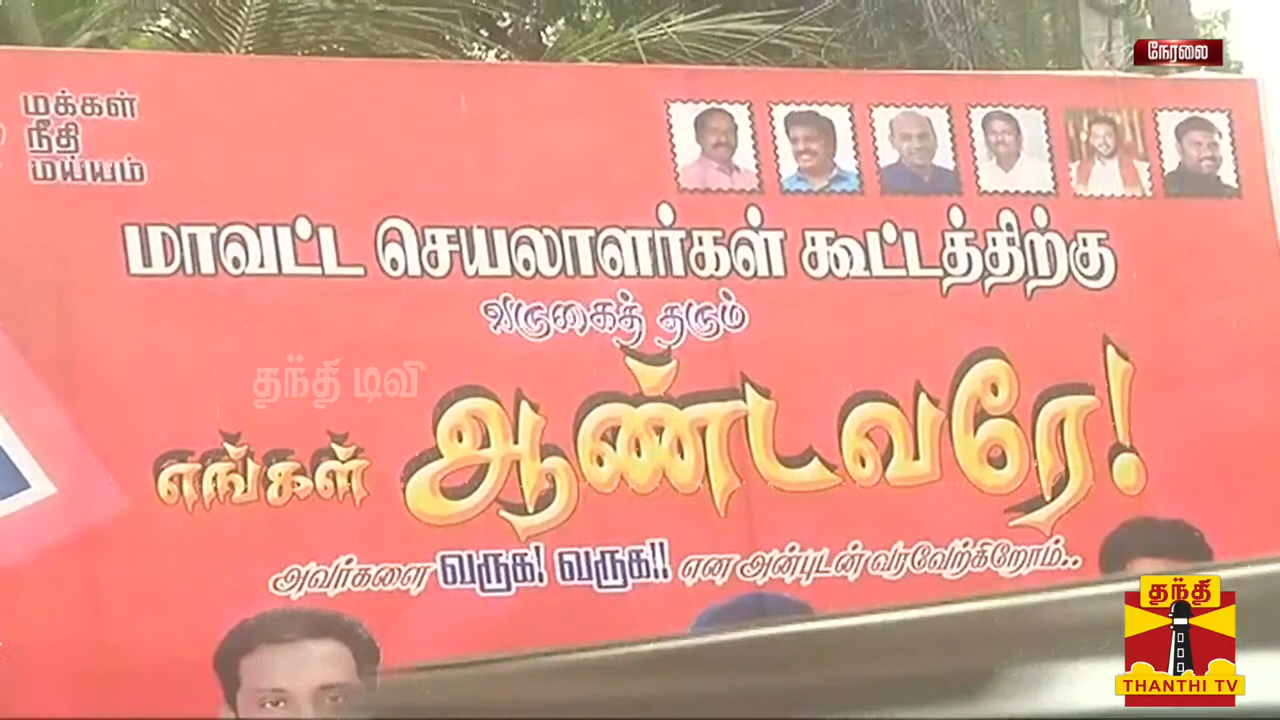 நேரலை
மக்கள்
நீதி
மய்யம்
மாவட்ட செயலாளர்கள் கூட்டத்திற்கு
வருகைத் தரும்
தந்தி டிவி
எங்கள் ஆண்டவரே!
அவர்களை வருக! வருக!! என அன்புடன் வரவேற்கிறோம்..
தந்தி
THANTHI TV